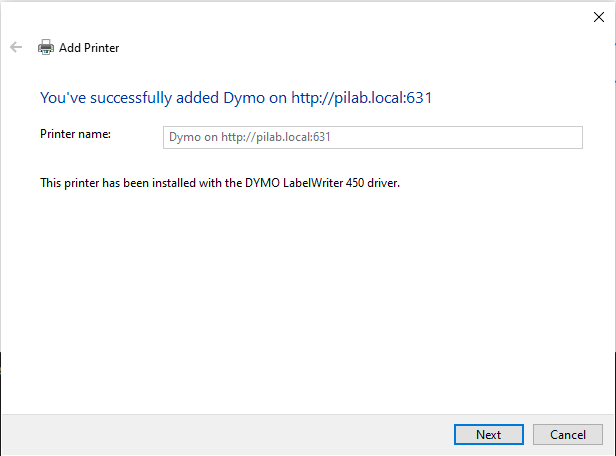 Add Printer
You've successfully added Dymo on http://pilab.local:631
Printer name:
Dymo on http://pilab.local:631
This printer has been installed with the DYMO LabelWriter 450 driver.
Next
Cancel